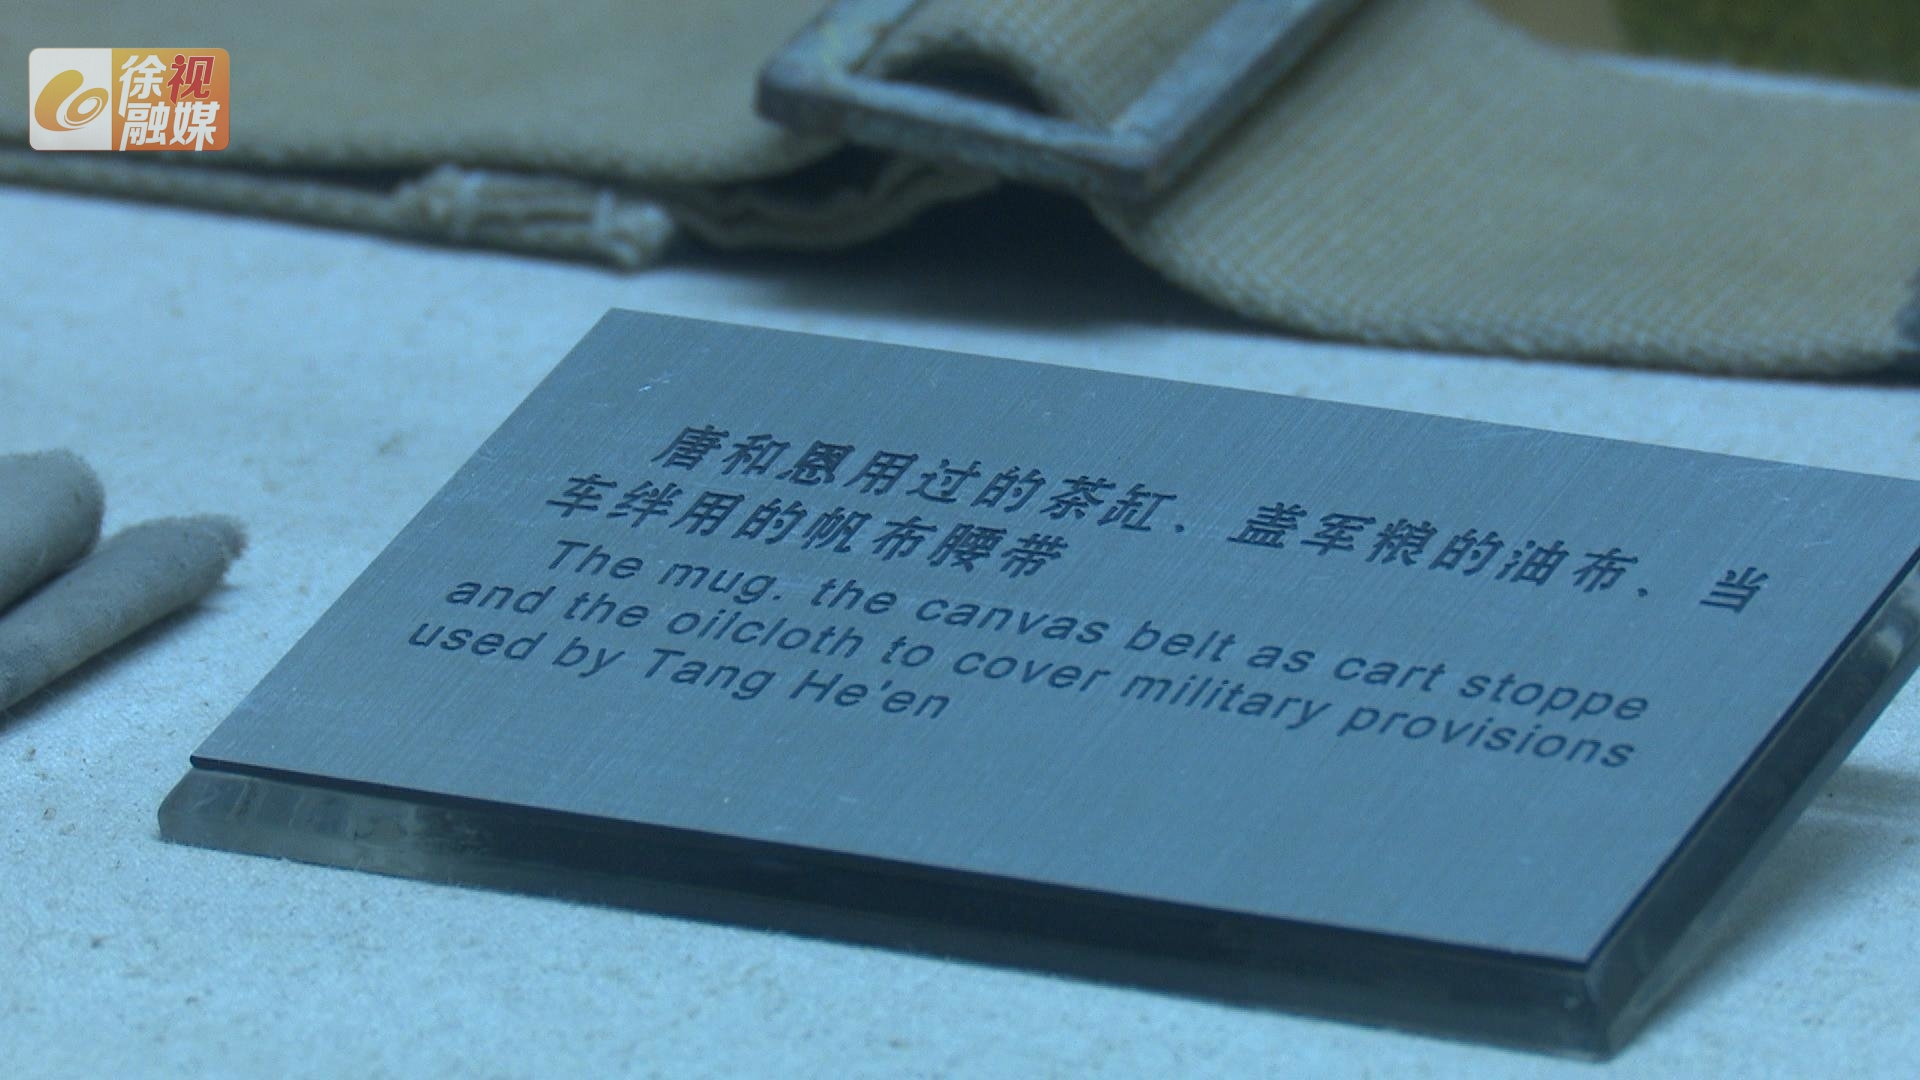 徐视
融媒
唐和恩用过的茶缸、盖军粮的油布、当
车绊用的帆布腰带
The mug. the canvas belt as cart stoppe
and the oilcloth to cover military provisions
used by Tang He'en